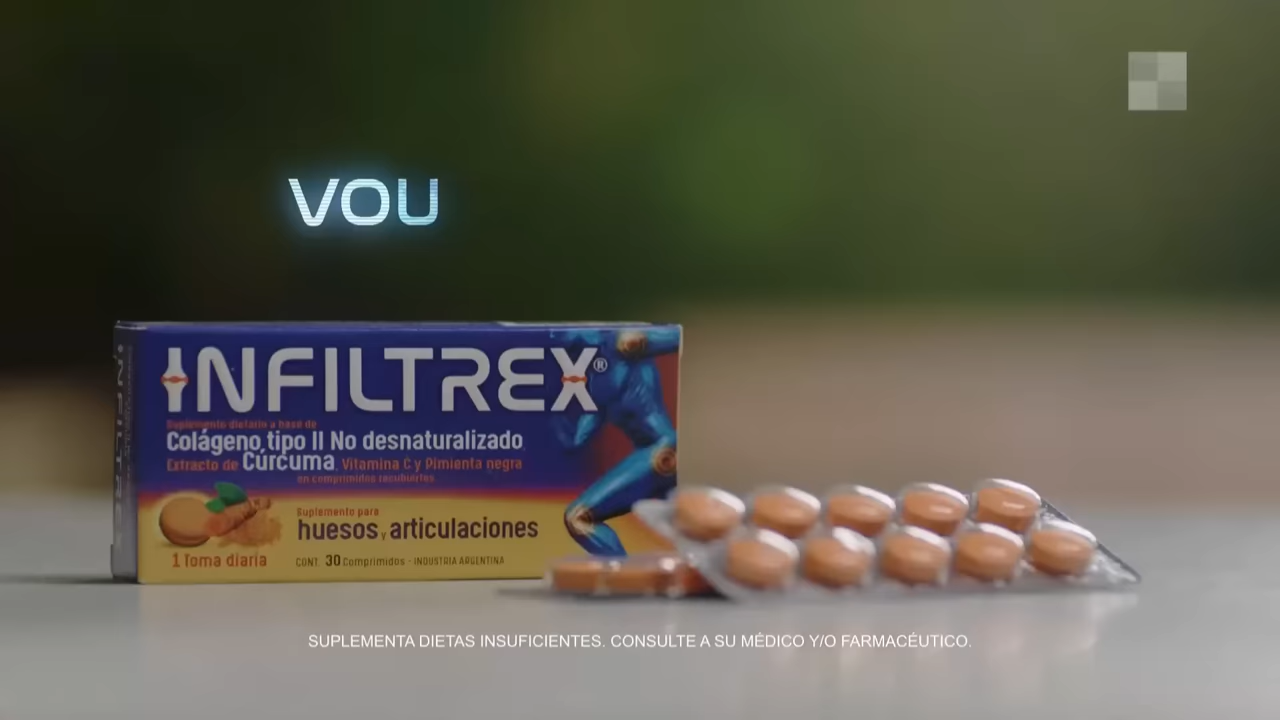 VOU
INFILTREX®
Suplemento dietario a base de
Colágeno tipo II No desnaturalizado,
Extracto de Cúrcuma, Vitamina C y Pimienta negra
en comprimidos recubiertos
Suplemento para
huesos y articulaciones
1 Toma diaria
CONT. 30 Comprimidos - INDUSTRIA ARGENTINA
INFILTREX
SUPLEMENTA DIETAS INSUFICIENTES. CONSULTE A SU MÉDICO Y/O FARMACÉUTICO.